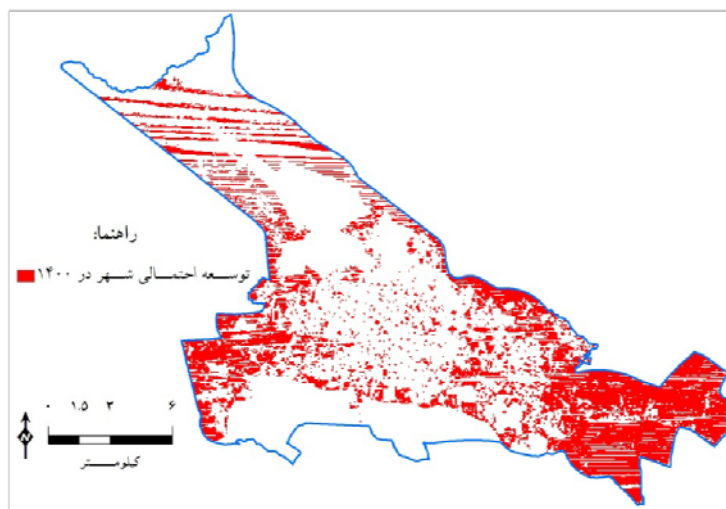 راهنما:
توسعه احتمالی شهر در ۱۴۰۰
۰ ۱.۵ ۳ ۶
کیلومتر
N